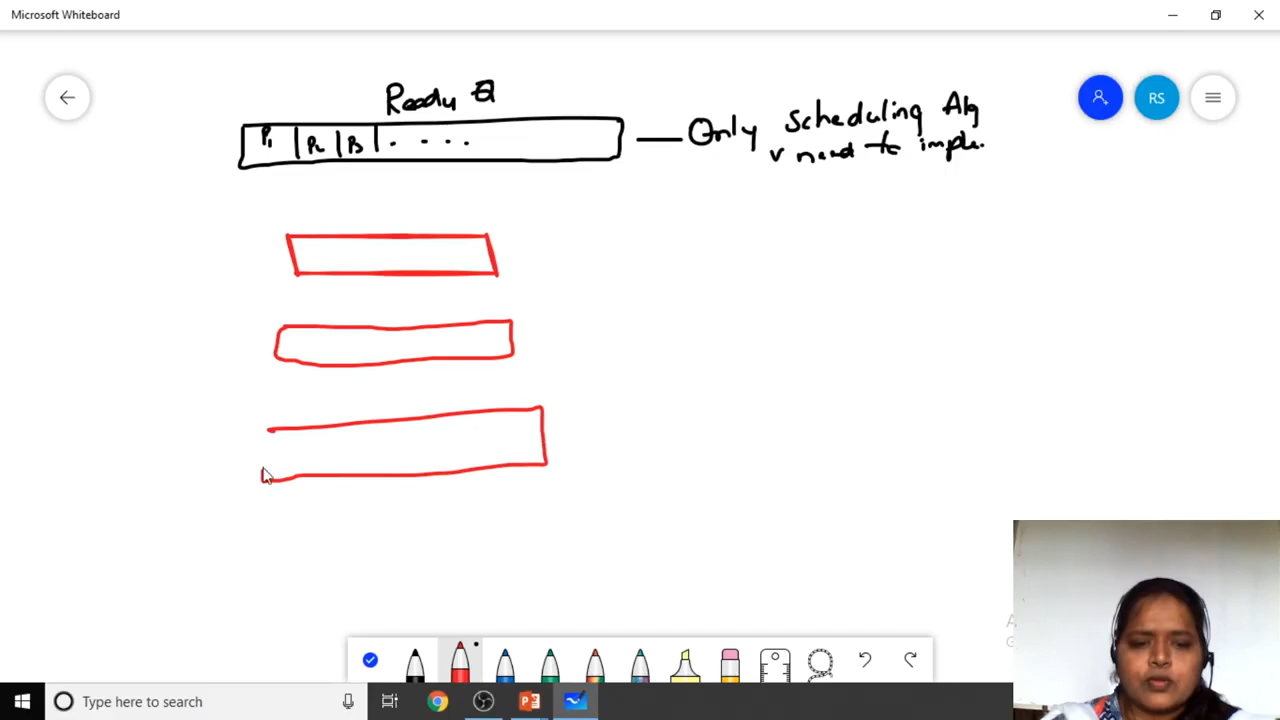 Microsoft Whiteboard
Ready Q
P1 P2 P3 . . . .
Only scheduling Alg
v need to imple.
RS
Type here to search